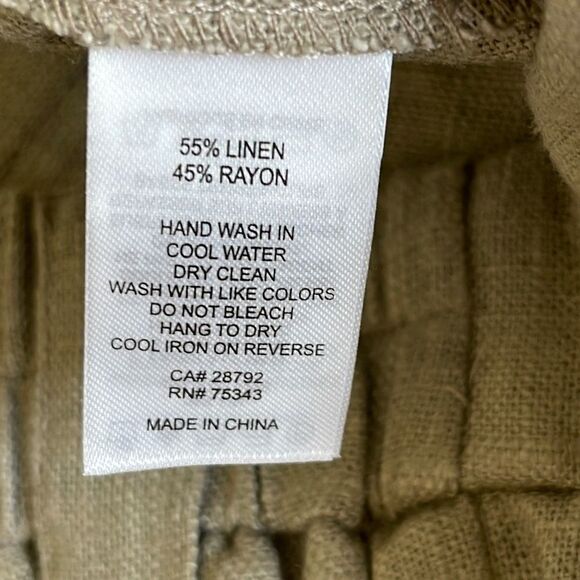 55% LINEN
45% RAYON
HAND WASH IN
COOL WATER
DRY CLEAN
WASH WITH LIKE COLORS
DO NOT BLEACH
HANG TO DRY
COOL IRON ON REVERSE
CA# 28792
RN# 75343
MADE IN CHINA